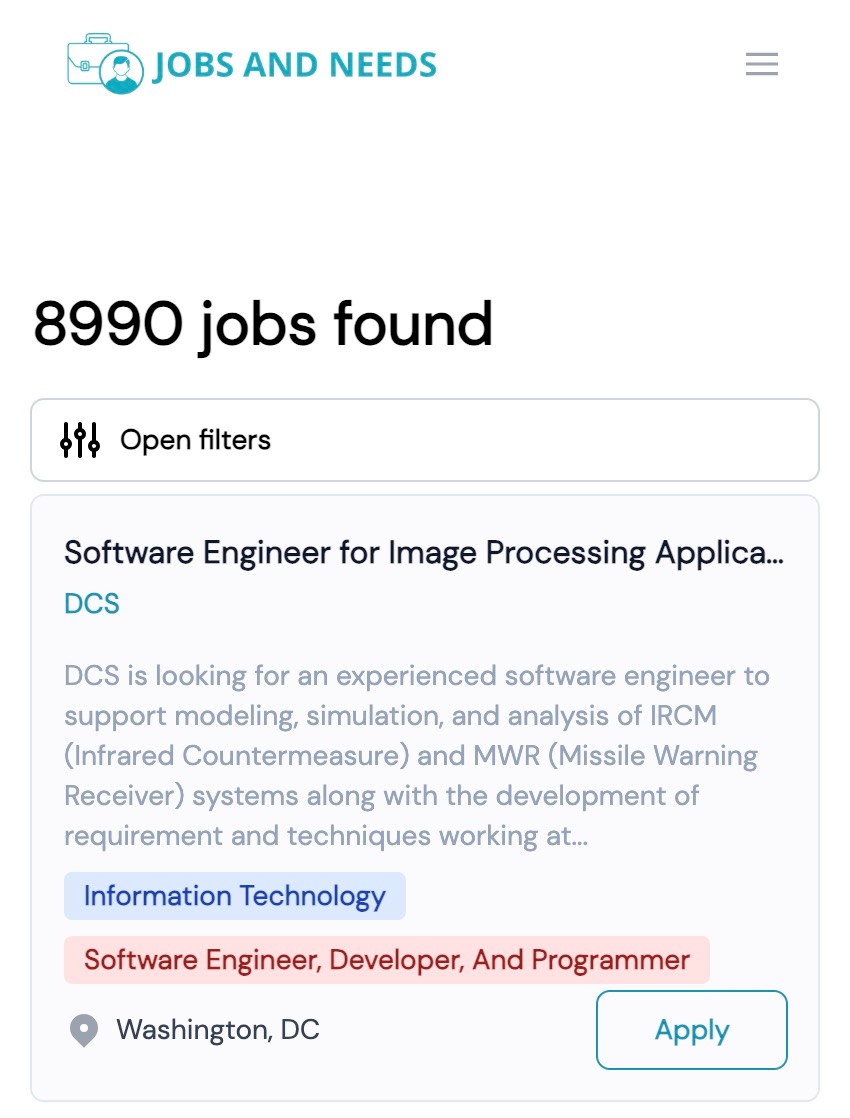 JOBS AND NEEDS
8990 jobs found
Open filters
Software Engineer for Image Processing Applica...
DCS
DCS is looking for an experienced software engineer to
support modeling, simulation, and analysis of IRCM
(Infrared Countermeasure) and MWR (Missile Warning
Receiver) systems along with the development of
requirement and techniques working at...
Information Technology
Software Engineer, Developer, And Programmer
Washington, DC
Apply